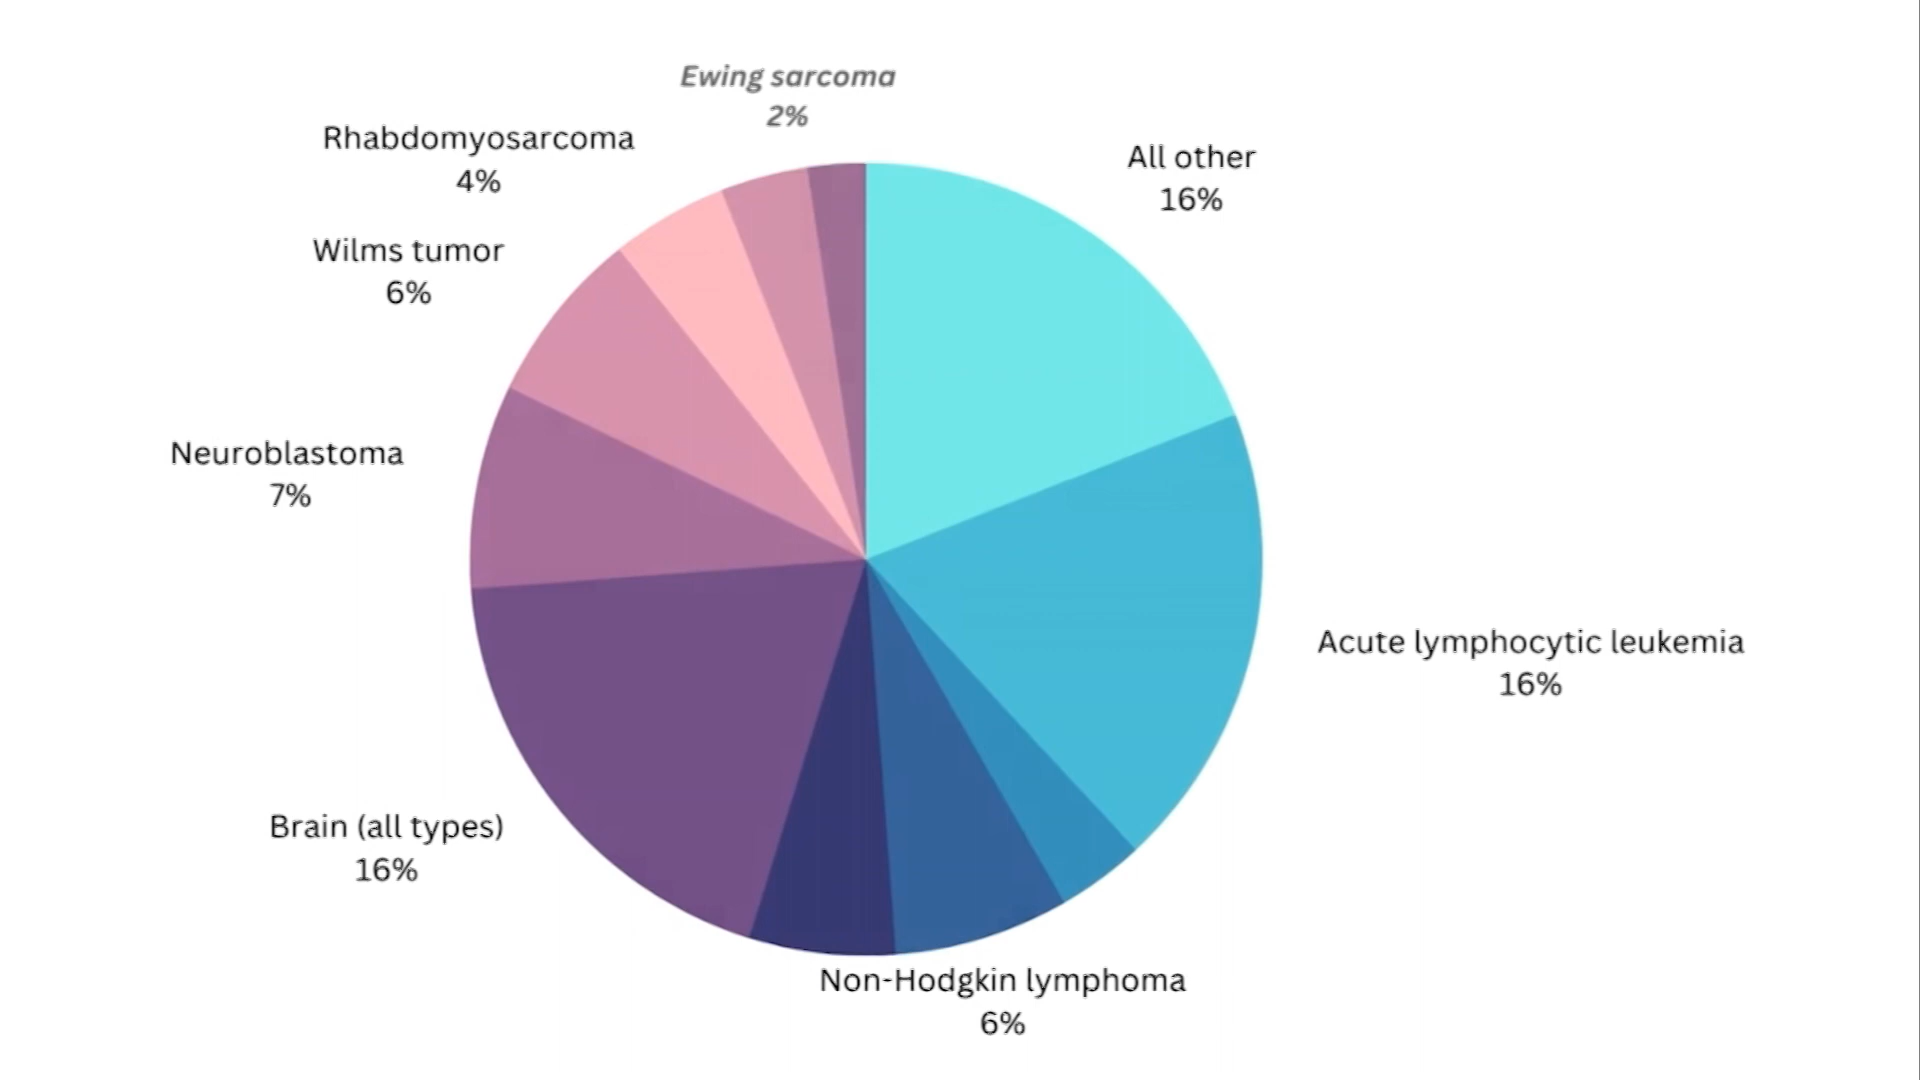 Ewing sarcoma
2%
All other
16%
Rhabdomyosarcoma
4%
Wilms tumor
6%
Neuroblastoma
7%
Acute lymphocytic leukemia
16%
Brain (all types)
16%
Non-Hodgkin lymphoma
6%